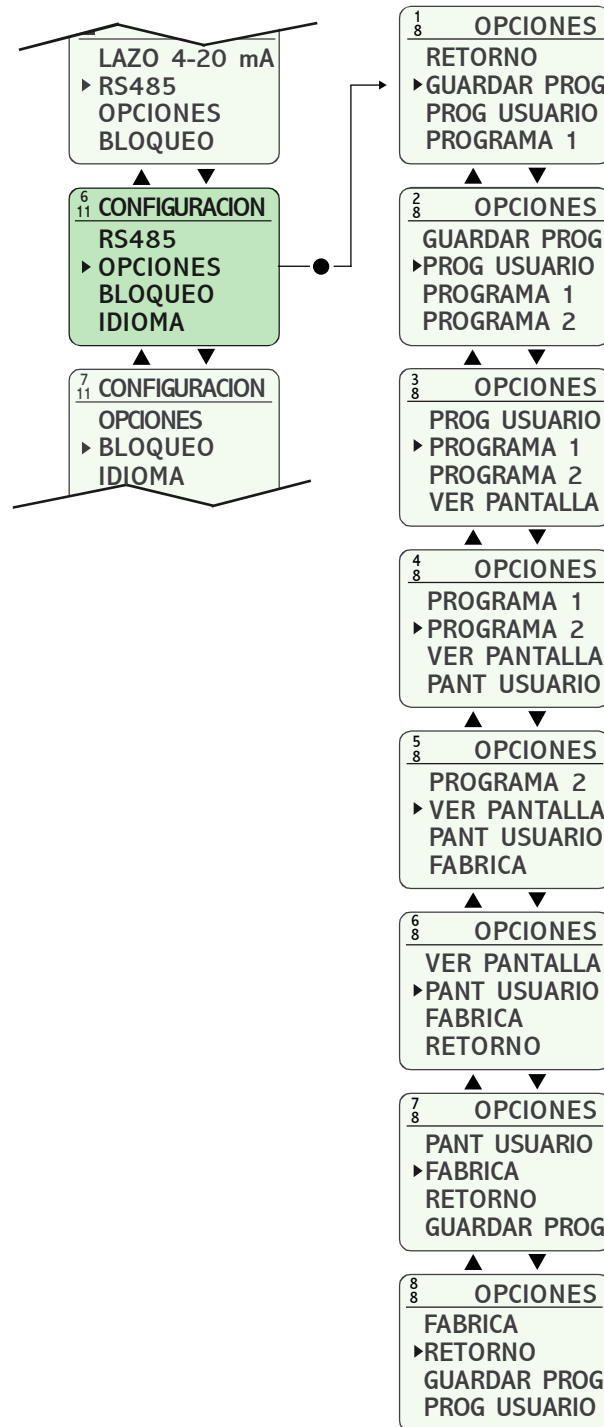 LAZO 4-20 mA
RS485
OPCIONES
BLOQUEO
6
11 CONFIGURACION
RS485
OPCIONES
BLOQUEO
IDIOMA
7
11 CONFIGURACION
OPCIONES
BLOQUEO
IDIOMA
1
8 OPCIONES
RETORNO
GUARDAR PROG
PROG USUARIO
PROGRAMA 1
2
8 OPCIONES
GUARDAR PROG
PROG USUARIO
PROGRAMA 1
PROGRAMA 2
3
8 OPCIONES
PROG USUARIO
PROGRAMA 1
PROGRAMA 2
VER PANTALLA
4
8 OPCIONES
PROGRAMA 1
PROGRAMA 2
VER PANTALLA
PANT USUARIO
5
8 OPCIONES
PROGRAMA 2
VER PANTALLA
PANT USUARIO
FABRICA
6
8 OPCIONES
VER PANTALLA
PANT USUARIO
FABRICA
RETORNO
7
8 OPCIONES
PANT USUARIO
FABRICA
RETORNO
GUARDAR PROG
8
8 OPCIONES
FABRICA
RETORNO
GUARDAR PROG
PROG USUARIO